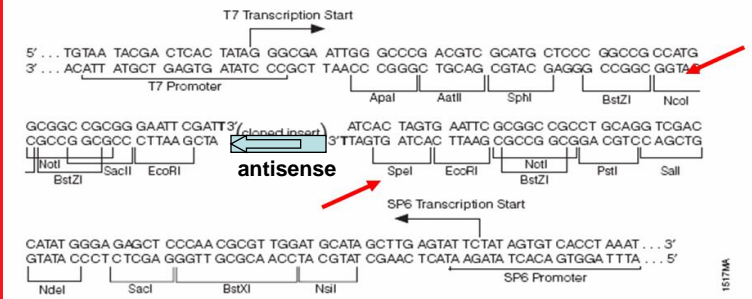 T7 Transcription Start
5′ . . . TGTAA TACGA CTCAC TATAG GGCGA ATTGG GCCCG ACGTC GCATG CTCCC GGCCG CCATG
3′ . . . ACATT ATGCT GAGTG ATATC CCGCT TAACC CGGGC TGCAG CGTAC GAGGG CCGGC GGTAC
T7 Promoter
ApaI AatII SphI BstZI NcoI
GCGGC CGCGG GAATT CGATT3′ (cloned insert) ATCAC TAGTG AATTC GCGGC CGCCT GCAGG TCGAC
CGCCG GCGCC CTTAA GCTA 3′TTAGTG ATCAC TTAAG CGCCG GCGGA CGTCC AGCTG
NotI SacII EcoRI antisense SpeI EcoRI NotI PstI SalI
BstZI BstZI
SP6 Transcription Start
CATAT GGGA GAGCT CCCAA CGCGT TGGAT GCATA GCTTG AGTAT TCTAT AGTGT CACCT AAAT . . . 3′
GTATA CCCT CTCGA GGGTT GCGCA ACCTA CGTAT CGAAC TCATA AGATA TCACA GTGGA TTTA . . . 5′
NdeI SacI BstXI NsiI SP6 Promoter
1517MA